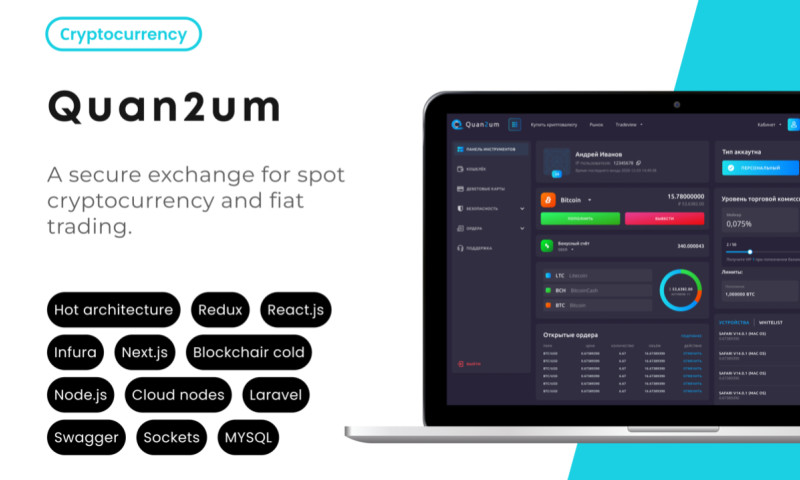 Cryptocurrency
Quan2um
A secure exchange for spot
cryptocurrency and fiat
trading.
Hot architecture
Redux
React.js
Infura
Next.js
Blockchair cold
Node.js
Cloud nodes
Laravel
Swagger
Sockets
MYSQL
Quan2um
Купить криптовалюту
Рынок
Tradeview
Кабинет
ПАНЕЛЬ ИНСТРУМЕНТОВ
КОШЕЛЁК
ДЕБЕТОВЫЕ КАРТЫ
БЕЗОПАСНОСТЬ
ОРДЕРА
ПОДДЕРЖКА
ВЫЙТИ
Андрей Иванов
12345678
Bitcoin
15.78000000
ПОПОЛНИТЬ
ВЫВЕСТИ
340.000043
LTC Litecoin
BCH BitcoinCash
BTC Bitcoin
Открытые ордера
Тип аккаунта
ПЕРСОНАЛЬНЫЙ
Уровень торговой комисс
0,075%
2 / 10
Лимиты:
1,000000 BTC
УСТРОЙСТВА
WHITELIST
SAFARI V14.0.1 (MAC OS)
SAFARI V14.0.1 (MAC OS)
SAFARI V14.0.1 (MAC OS)
SAFARI V14.0.1 (MAC OS)